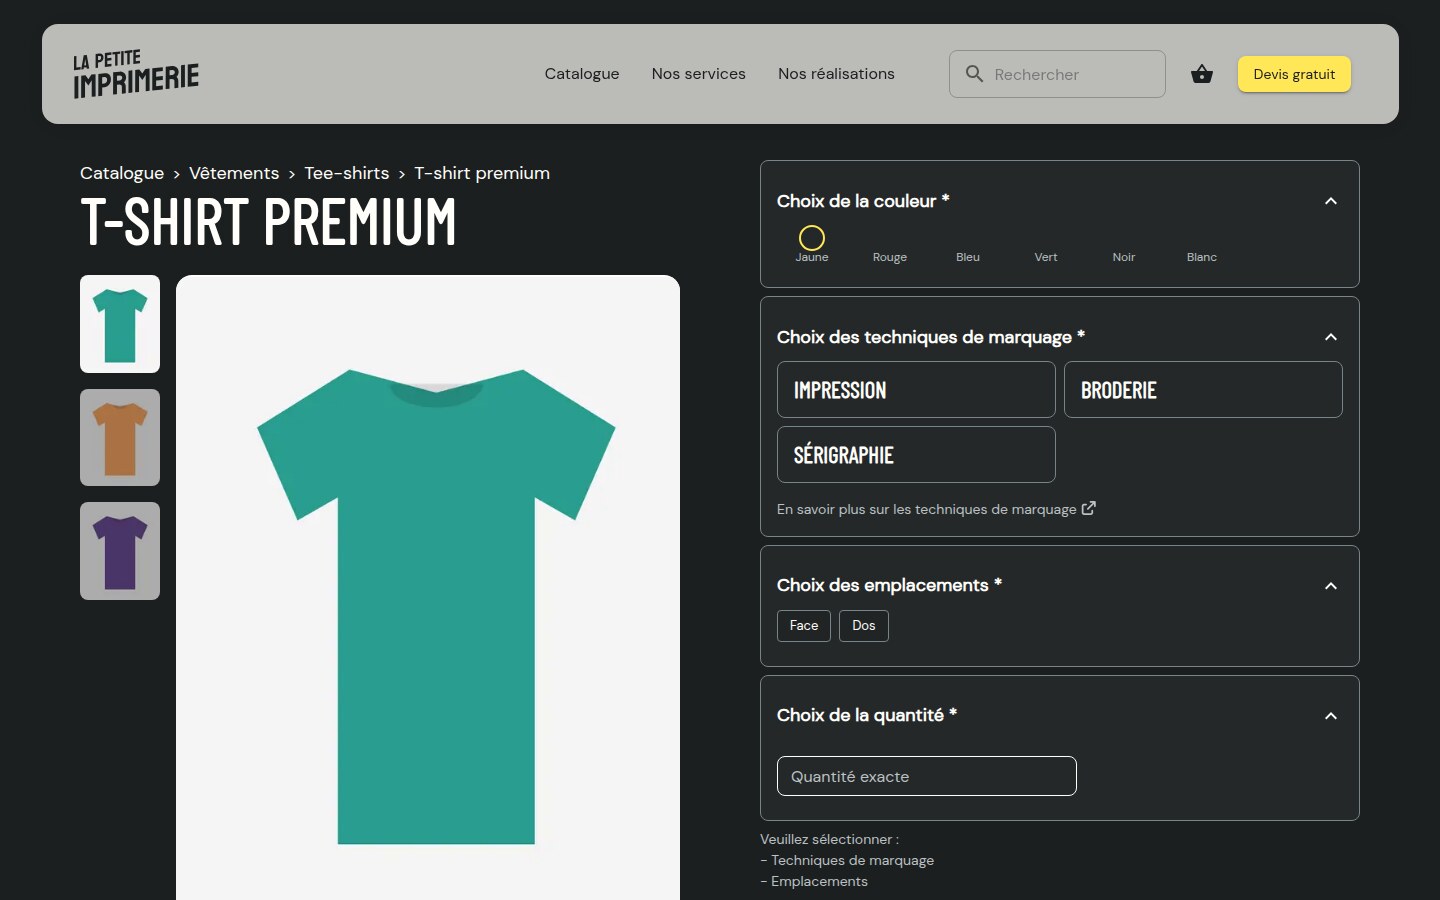 LA PETITE
IMPRIMERIE
Catalogue Nos services Nos réalisations Rechercher Devis gratuit
Catalogue > Vêtements > Tee-shirts > T-shirt premium
T-SHIRT PREMIUM
Choix de la couleur *
Jaune Rouge Bleu Vert Noir Blanc
Choix des techniques de marquage *
IMPRESSION BRODERIE
SÉRIGRAPHIE
En savoir plus sur les techniques de marquage
Choix des emplacements *
Face Dos
Choix de la quantité *
Quantité exacte
Veuillez sélectionner :
- Techniques de marquage
- Emplacements